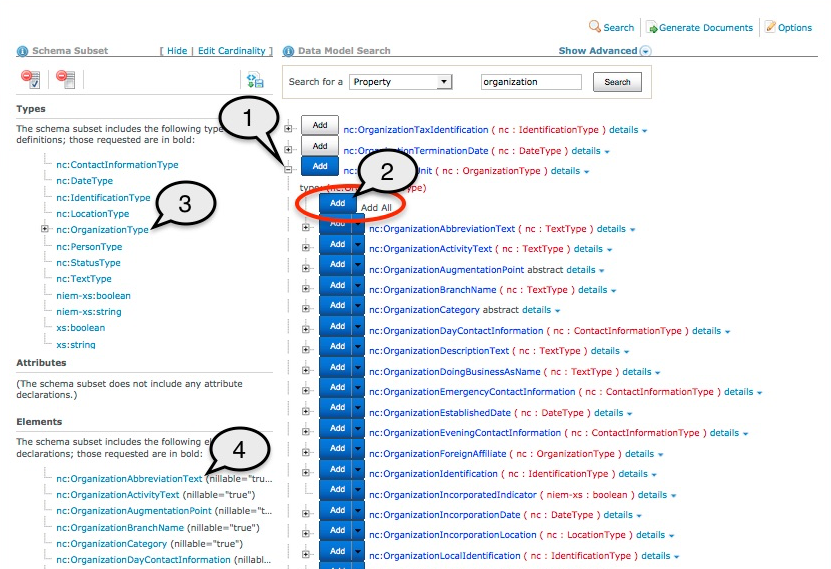 Search Generate Documents Options
Schema Subset [ Hide | Edit Cardinality ]
Types
The schema subset includes the following type
definitions; those requested are in bold:
nc:ContactInformationType
nc:DateType
nc:IdentificationType
nc:LocationType
nc:OrganizationType
nc:PersonType
nc:StatusType
nc:TextType
niem-xs:boolean
niem-xs:string
xs:boolean
xs:string
Attributes
(The schema subset does not include any attribute
declarations.)
Elements
The schema subset includes the following el
declarations; those requested are in bold:
nc:OrganizationAbbreviationText (nillable="tru...
nc:OrganizationActivityText (nillable="true")
nc:OrganizationAugmentationPoint (nillable="t...
nc:OrganizationBranchName (nillable="true")
nc:OrganizationCategory (nillable="true")
nc:OrganizationDayContactInformation (nillabl...
1
2
3
4
Data Model Search Show Advanced
Search for a Property organization Search
Add nc:OrganizationTaxIdentification ( nc : IdentificationType ) details
Add nc:OrganizationTerminationDate ( nc : DateType ) details
Add nc: nit ( nc : OrganizationType ) details
type: (nc:Or ype)
Add Add All
Add nc:OrganizationAbbreviationText ( nc : TextType ) details
Add nc:OrganizationActivityText ( nc : TextType ) details
Add nc:OrganizationAugmentationPoint abstract details
Add nc:OrganizationBranchName ( nc : TextType ) details
Add nc:OrganizationCategory abstract details
Add nc:OrganizationDayContactInformation ( nc : ContactInformationType ) details
Add nc:OrganizationDescriptionText ( nc : TextType ) details
Add nc:OrganizationDoingBusinessAsName ( nc : TextType ) details
Add nc:OrganizationEmergencyContactInformation ( nc : ContactInformationType ) details
Add nc:OrganizationEstablishedDate ( nc : DateType ) details
Add nc:OrganizationEveningContactInformation ( nc : ContactInformationType ) details
Add nc:OrganizationForeignAffiliate ( nc : OrganizationType ) details
Add nc:OrganizationIdentification ( nc : IdentificationType ) details
Add nc:OrganizationIncorporatedIndicator ( niem-xs : boolean ) details
Add nc:OrganizationIncorporationDate ( nc : DateType ) details
Add nc:OrganizationIncorporationLocation ( nc : LocationType ) details
Add nc:OrganizationLocalIdentification ( nc : IdentificationType ) details